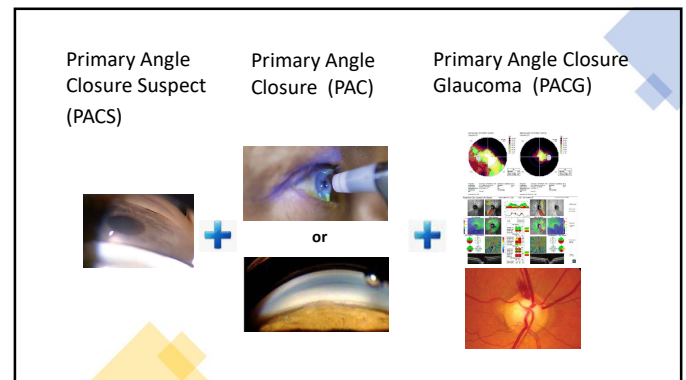 Primary Angle
Closure Suspect
(PACS)
Primary Angle
Closure (PAC)
Primary Angle Closure
Glaucoma (PACG)
or